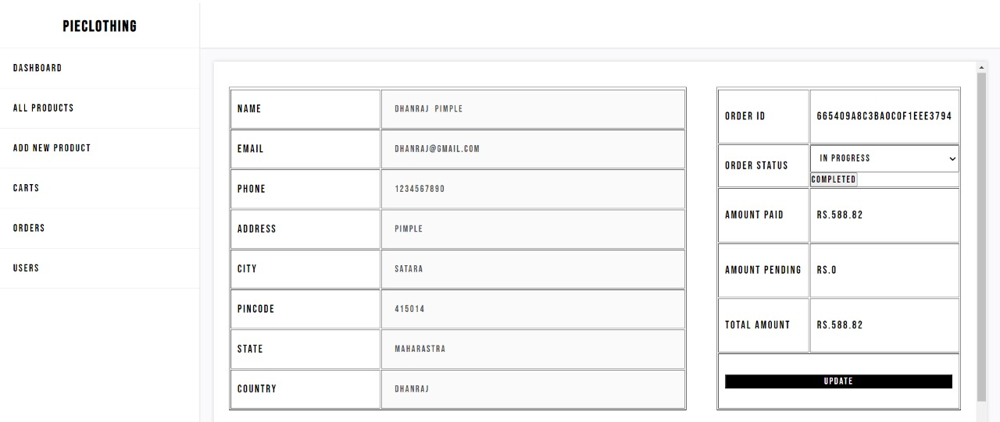 PIECLOTHING
DASHBOARD
ALL PRODUCTS
ADD NEW PRODUCT
CARTS
ORDERS
USERS
NAME DHANRAJ PIMPLE
EMAIL DHANRAJ@GMAIL.COM
PHONE 1234567890
ADDRESS PIMPLE
CITY SATARA
PINCODE 415014
STATE MAHARASTRA
COUNTRY DHANRAJ
ORDER ID 665409A8C3BA0C0F1EEE3794
ORDER STATUS IN PROGRESS
COMPLETED
AMOUNT PAID RS.588.82
AMOUNT PENDING RS.0
TOTAL AMOUNT RS.588.82
UPDATE